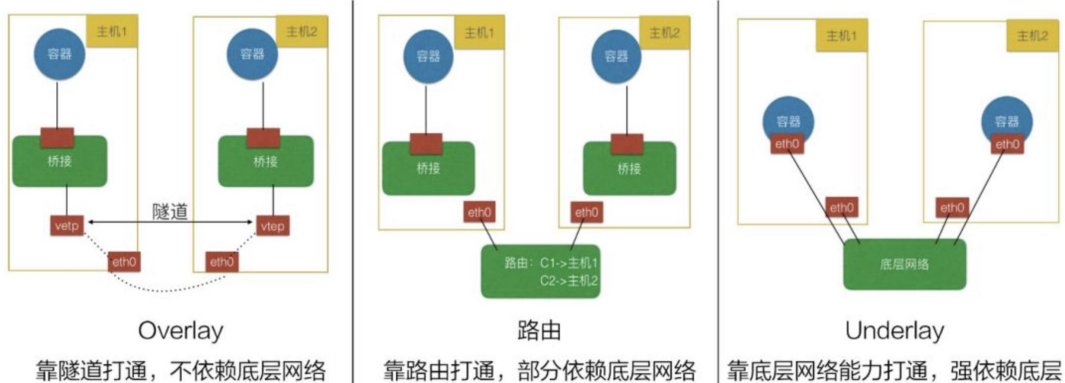 主机1
容器
桥接
vetp
eth0
主机2
容器
桥接
vtep
eth0
隧道
Overlay
靠隧道打通，不依赖底层网络
主机1
容器
桥接
eth0
主机2
容器
桥接
eth0
路由：C1->主机1
C2->主机2
路由
靠路由打通，部分依赖底层网络
主机1
容器
eth0
eth0
主机2
容器
eth0
eth0
底层网络
Underlay
靠底层网络能力打通，强依赖底层